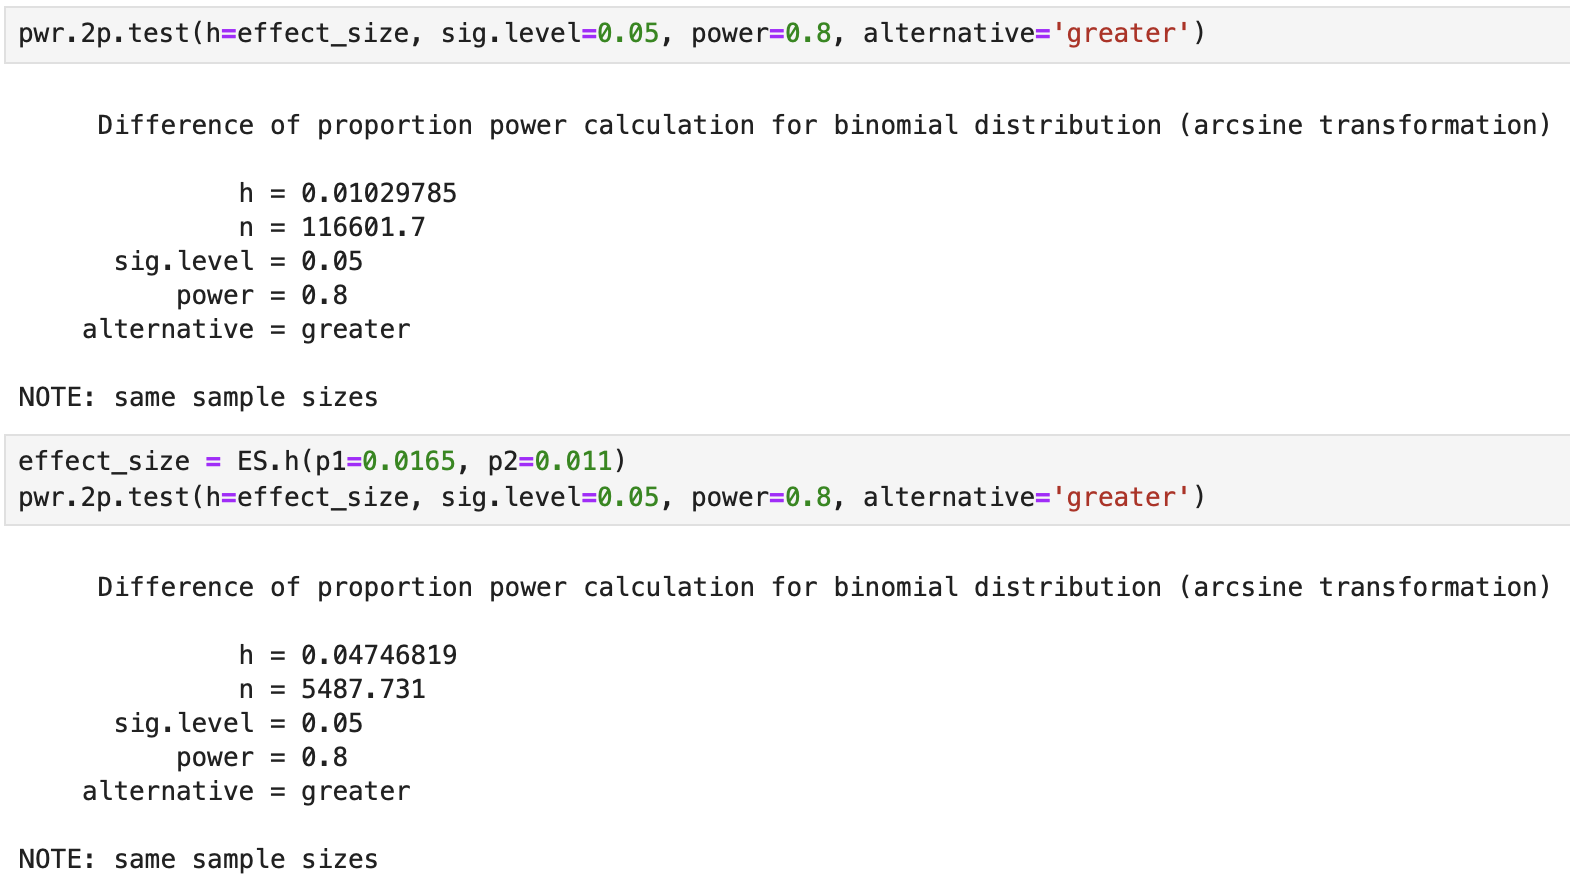 pwr.2p.test(h=effect_size, sig.level=0.05, power=0.8, alternative='greater')
Difference of proportion power calculation for binomial distribution (arcsine transformation)
h = 0.01029785
n = 116601.7
sig.level = 0.05
power = 0.8
alternative = greater
NOTE: same sample sizes
effect_size = ES.h(p1=0.0165, p2=0.011)
pwr.2p.test(h=effect_size, sig.level=0.05, power=0.8, alternative='greater')
Difference of proportion power calculation for binomial distribution (arcsine transformation)
h = 0.04746819
n = 5487.731
sig.level = 0.05
power = 0.8
alternative = greater
NOTE: same sample sizes